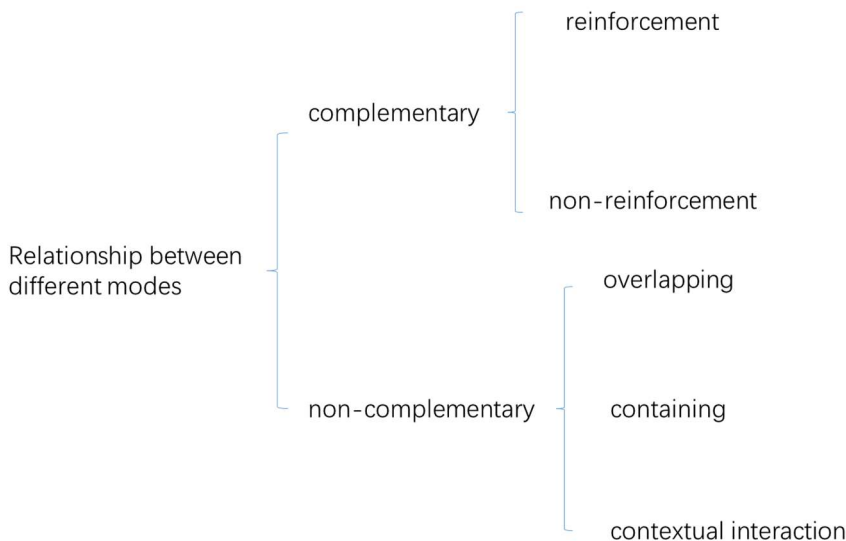 reinforcement
complementary
non-reinforcement
Relationship between
different modes
overlapping
non-complementary
containing
contextual interaction